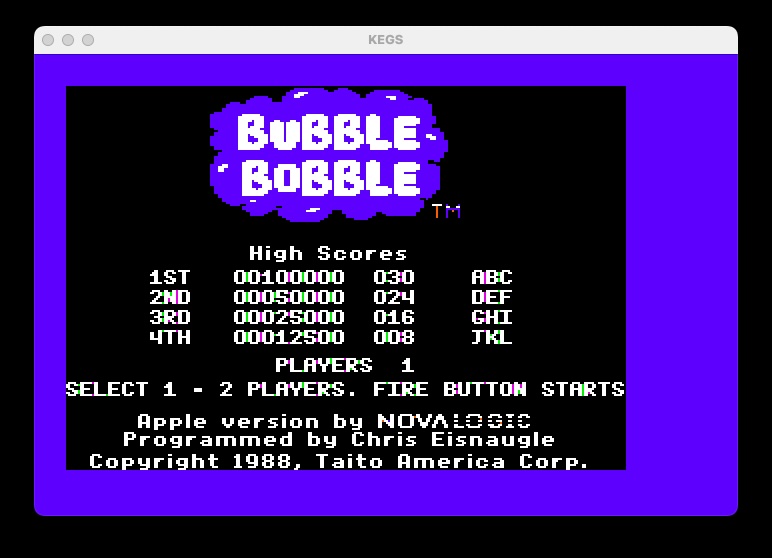 KEGS
BUBBLE
BOBBLE
TM
High Scores
1ST 00100000 030 ABC
2ND 00050000 024 DEF
3RD 00025000 016 GHI
4TH 00012500 008 JKL
PLAYERS 1
SELECT 1 - 2 PLAYERS. FIRE BUTTON STARTS
Apple version by NOVALOGIC
Programmed by Chris Eisnaugle
Copyright 1988, Taito America Corp.